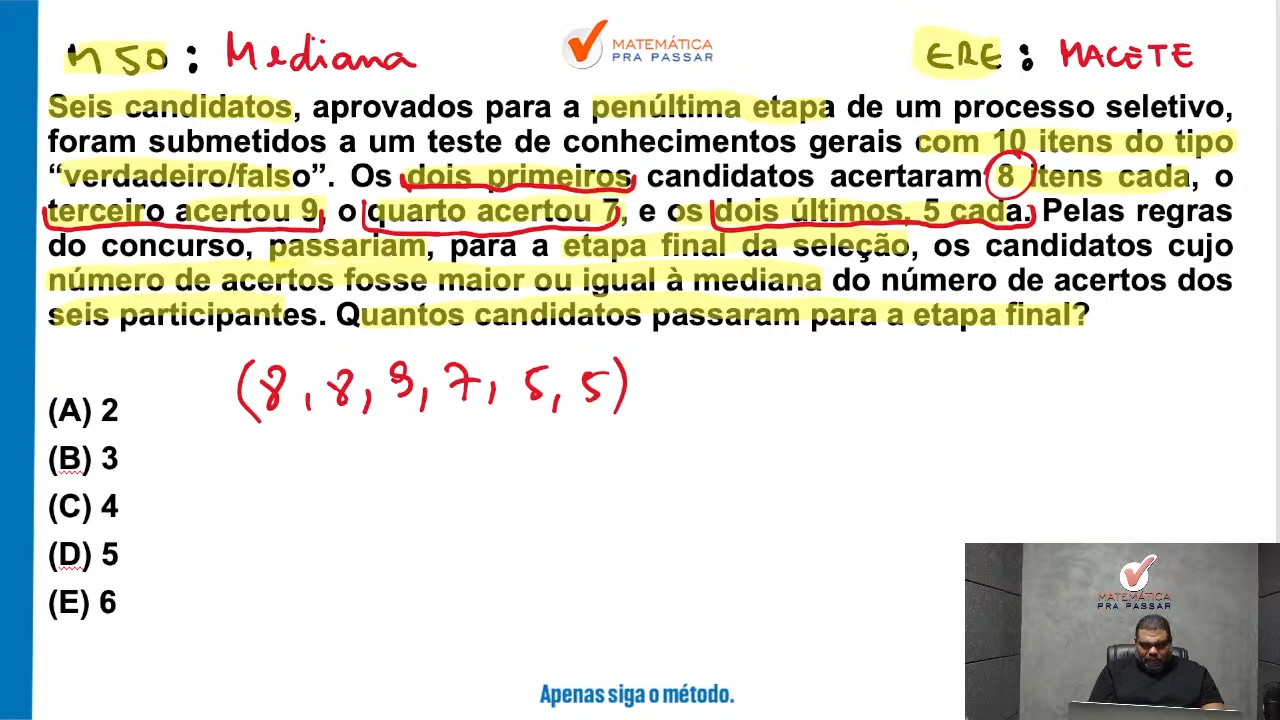 M50 : Mediana
MATEMÁTICA
PRA PASSAR
ERE : MACETE
Seis candidatos, aprovados para a penúltima etapa de um processo seletivo,
foram submetidos a um teste de conhecimentos gerais com 10 itens do tipo
“verdadeiro/falso”. Os dois primeiros candidatos acertaram 8 itens cada, o
terceiro acertou 9, o quarto acertou 7, e os dois últimos, 5 cada. Pelas regras
do concurso, passariam, para a etapa final da seleção, os candidatos cujo
número de acertos fosse maior ou igual à mediana do número de acertos dos
seis participantes. Quantos candidatos passaram para a etapa final?
(8, 8, 9, 7, 5, 5)
(A) 2
(B) 3
(C) 4
(D) 5
(E) 6
MATEMÁTICA
PRA PASSAR
Apenas siga o método.